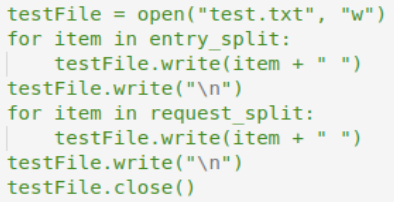 testFile = open("test.txt", "w")
for item in entry_split:
    testFile.write(item + " ")
testFile.write("\n")
for item in request_split:
    testFile.write(item + " ")
testFile.write("\n")
testFile.close()